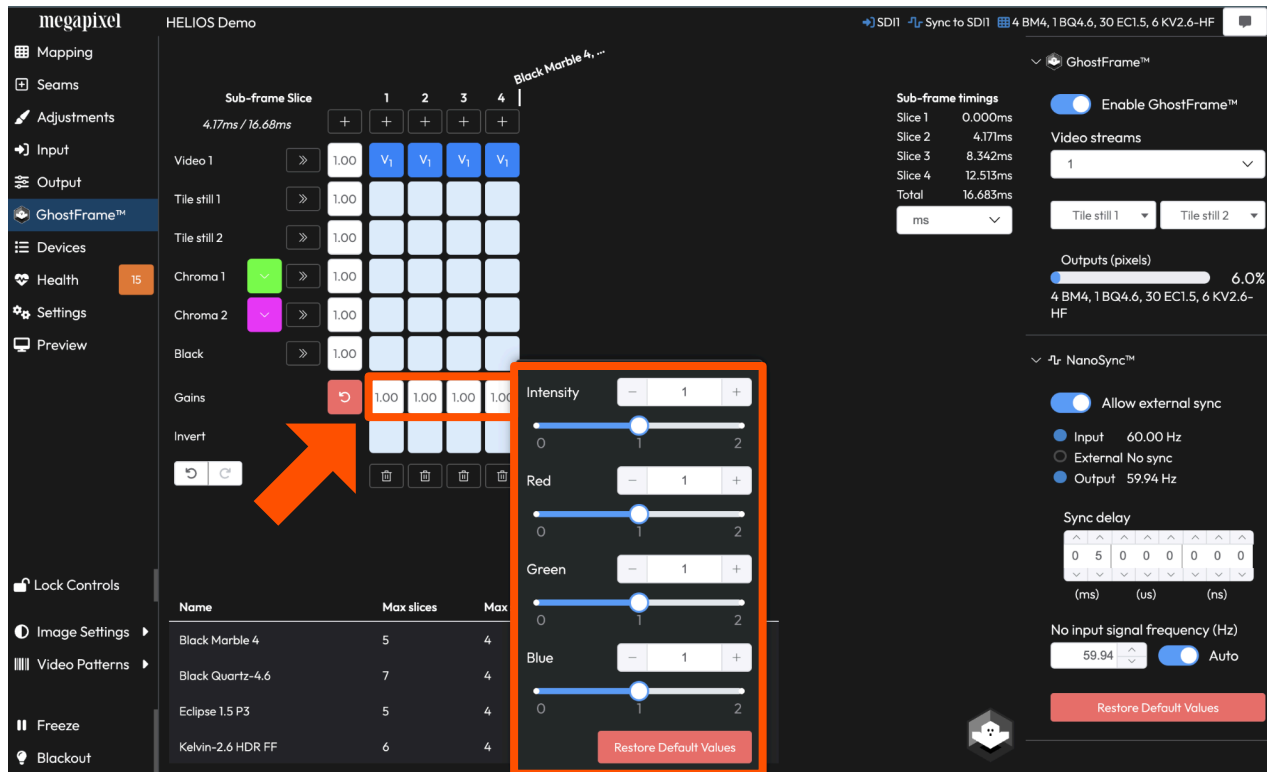 megapixel
HELIOS Demo
SDI1 Sync to SDI1 4 BM4, 1 BQ4.6, 30 EC1.5, 6 KV2.6-HF
Mapping
Seams
Adjustments
Input
Output
GhostFrame™
Devices
Health 15
Settings
Preview
Lock Controls
Image Settings
Video Patterns
Freeze
Blackout
Black Marble 4, ...
Sub-frame Slice 1 2 3 4
4.17ms / 16.68ms + + + + +
Video 1 1.00 V1 V1 V1 V1
Tile still 1 1.00
Tile still 2 1.00
Chroma 1 1.00
Chroma 2 1.00
Black 1.00
Gains 1.00 1.00 1.00 1.00
Invert
Name Max slices Max
Black Marble 4 5 4
Black Quartz-4.6 7 4
Eclipse 1.5 P3 5 4
Kelvin-2.6 HDR FF 6 4
Intensity − 1 +
0 1 2
Red − 1 +
0 1 2
Green − 1 +
0 1 2
Blue − 1 +
0 1 2
Restore Default Values
Sub-frame timings
Slice 1 0.000ms
Slice 2 4.171ms
Slice 3 8.342ms
Slice 4 12.513ms
Total 16.683ms
ms
GhostFrame™
Enable GhostFrame™
Video streams
1
Tile still 1 Tile still 2
Outputs (pixels)
6.0%
4 BM4, 1 BQ4.6, 30 EC1.5, 6 KV2.6-
HF
NanoSync™
Allow external sync
Input 60.00 Hz
External No sync
Output 59.94 Hz
Sync delay
0 5 0 0 0 0 0 0
(ms) (us) (ns)
No input signal frequency (Hz)
59.94 Auto
Restore Default Values